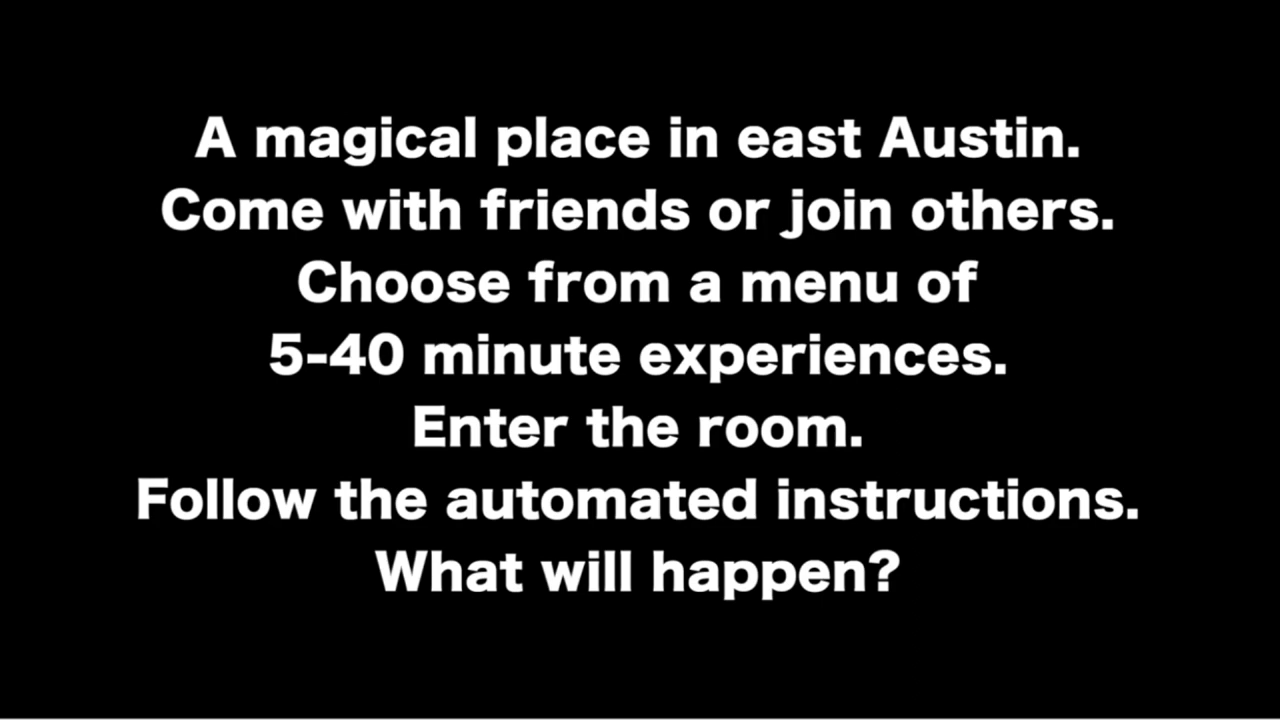 A magical place in east Austin.
Come with friends or join others.
Choose from a menu of
5-40 minute experiences.
Enter the room.
Follow the automated instructions.
What will happen?